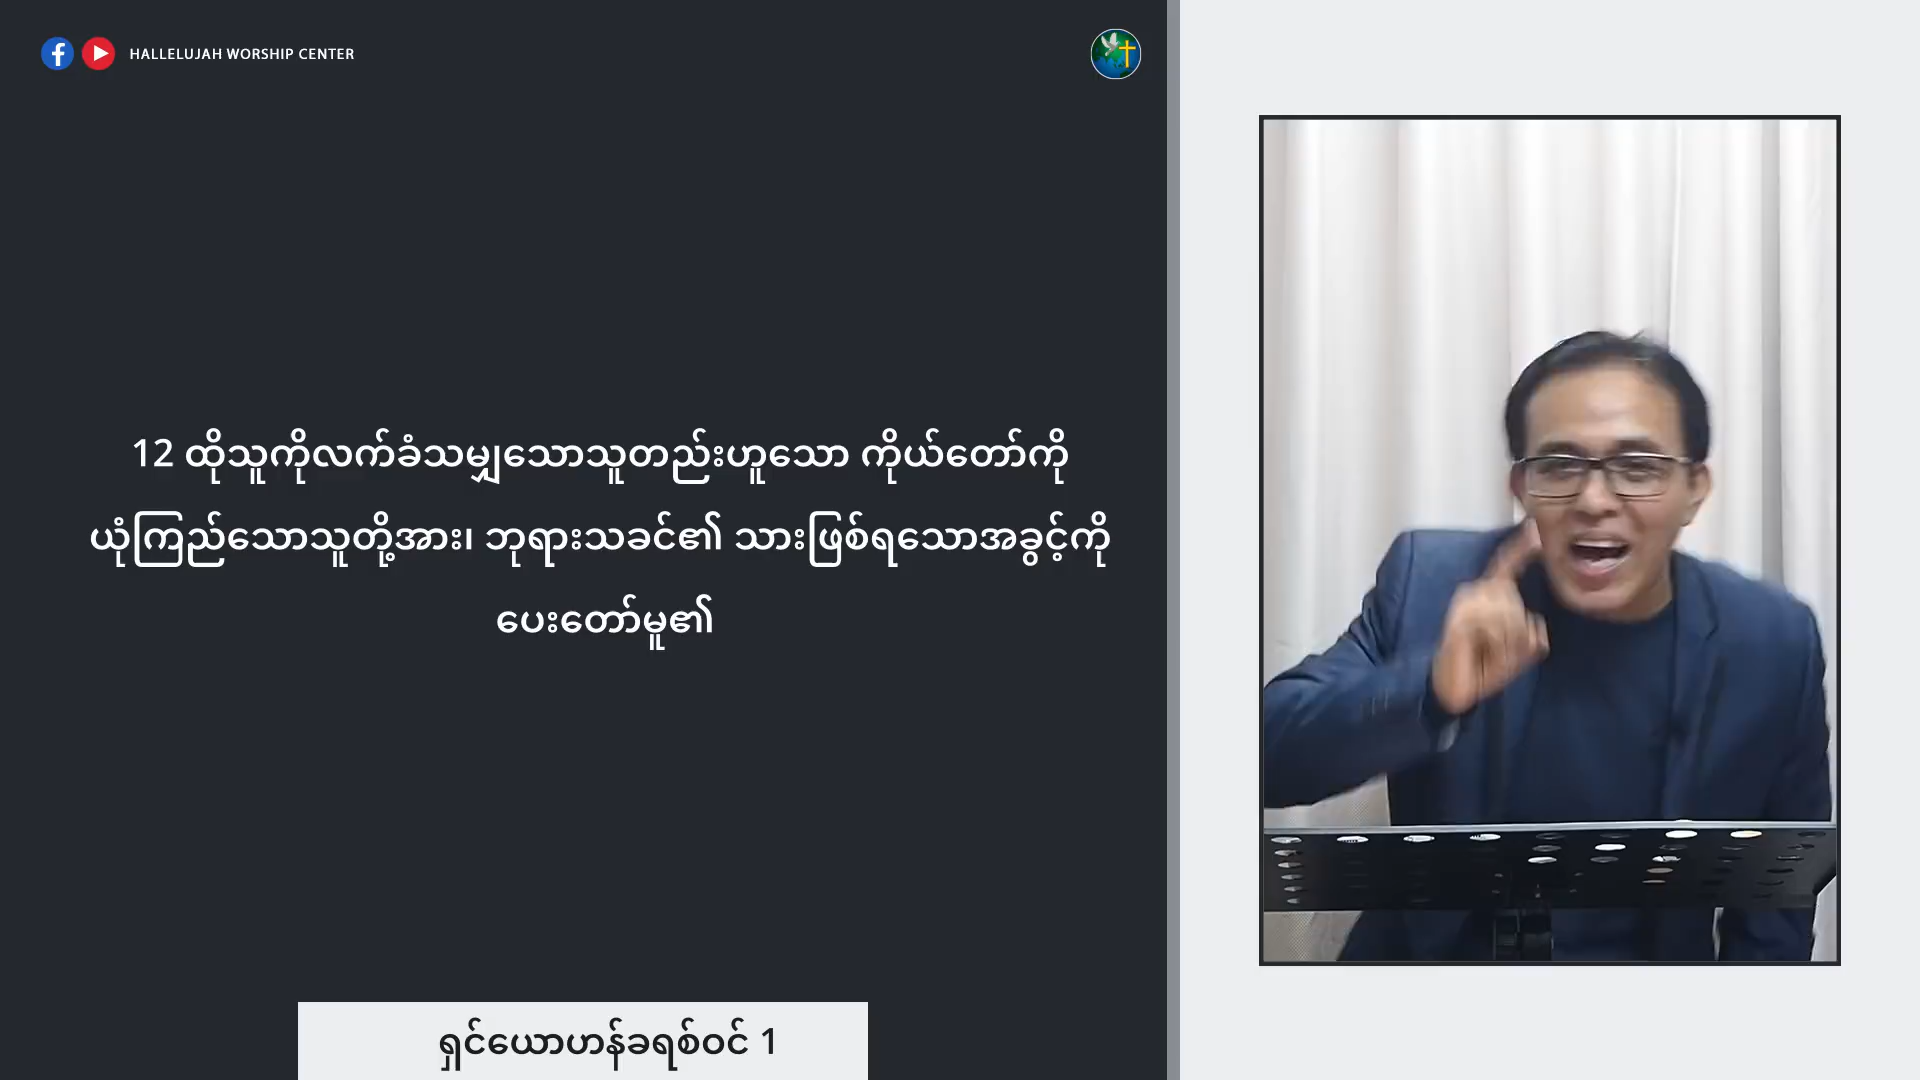 HALLELUJAH WORSHIP CENTER
12 ထိုသူကိုလက်ခံသမျှသောသူတည်းဟူသော ကိုယ်တော်ကို
ယုံကြည်သောသူတို့အား၊ ဘုရားသခင်၏ သားဖြစ်ရသောအခွင့်ကို
ပေးတော်မူ၏
ရှင်ယောဟန်ခရစ်ဝင် 1